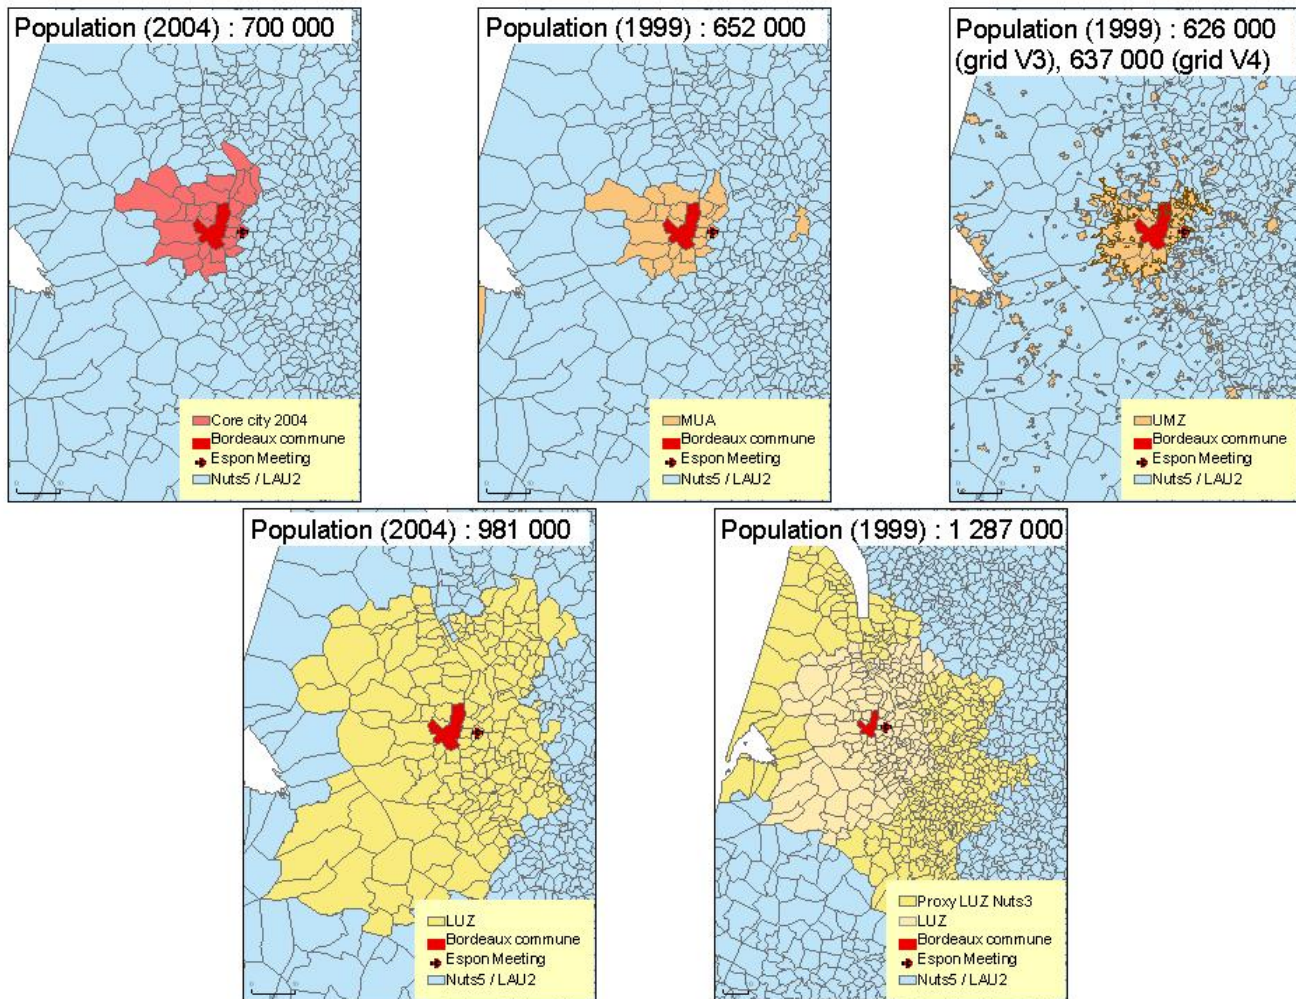 Population (2004) : 700 000
Core city 2004
Bordeaux commune
Espon Meeting
Nuts5 / LAU2
Population (1999) : 652 000
MUA
Bordeaux commune
Espon Meeting
Nuts5 / LAU2
Population (1999) : 626 000
(grid V3), 637 000 (grid V4)
UMZ
Bordeaux commune
Espon Meeting
Nuts5 / LAU2
Population (2004) : 981 000
LUZ
Bordeaux commune
Espon Meeting
Nuts5 / LAU2
Population (1999) : 1 287 000
Proxy LUZ Nuts3
LUZ
Bordeaux commune
Espon Meeting
Nuts5 / LAU2